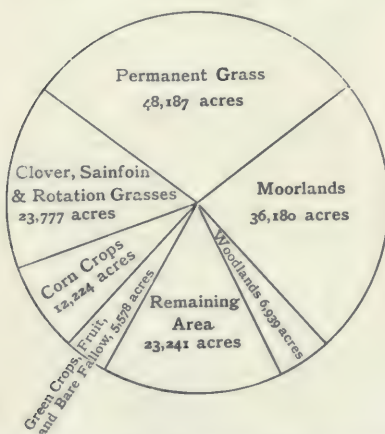 Permanent Grass
48,187 acres
Clover, Sainfoin
& Rotation Grasses
23,777 acres
Moorlands
36,180 acres
Corn Crops
12,224 acres
Green Crops, Fruit,
and Bare Fallow, 5,578 acres
Remaining
Area
23,241 acres
Woodlands 6,939 acres